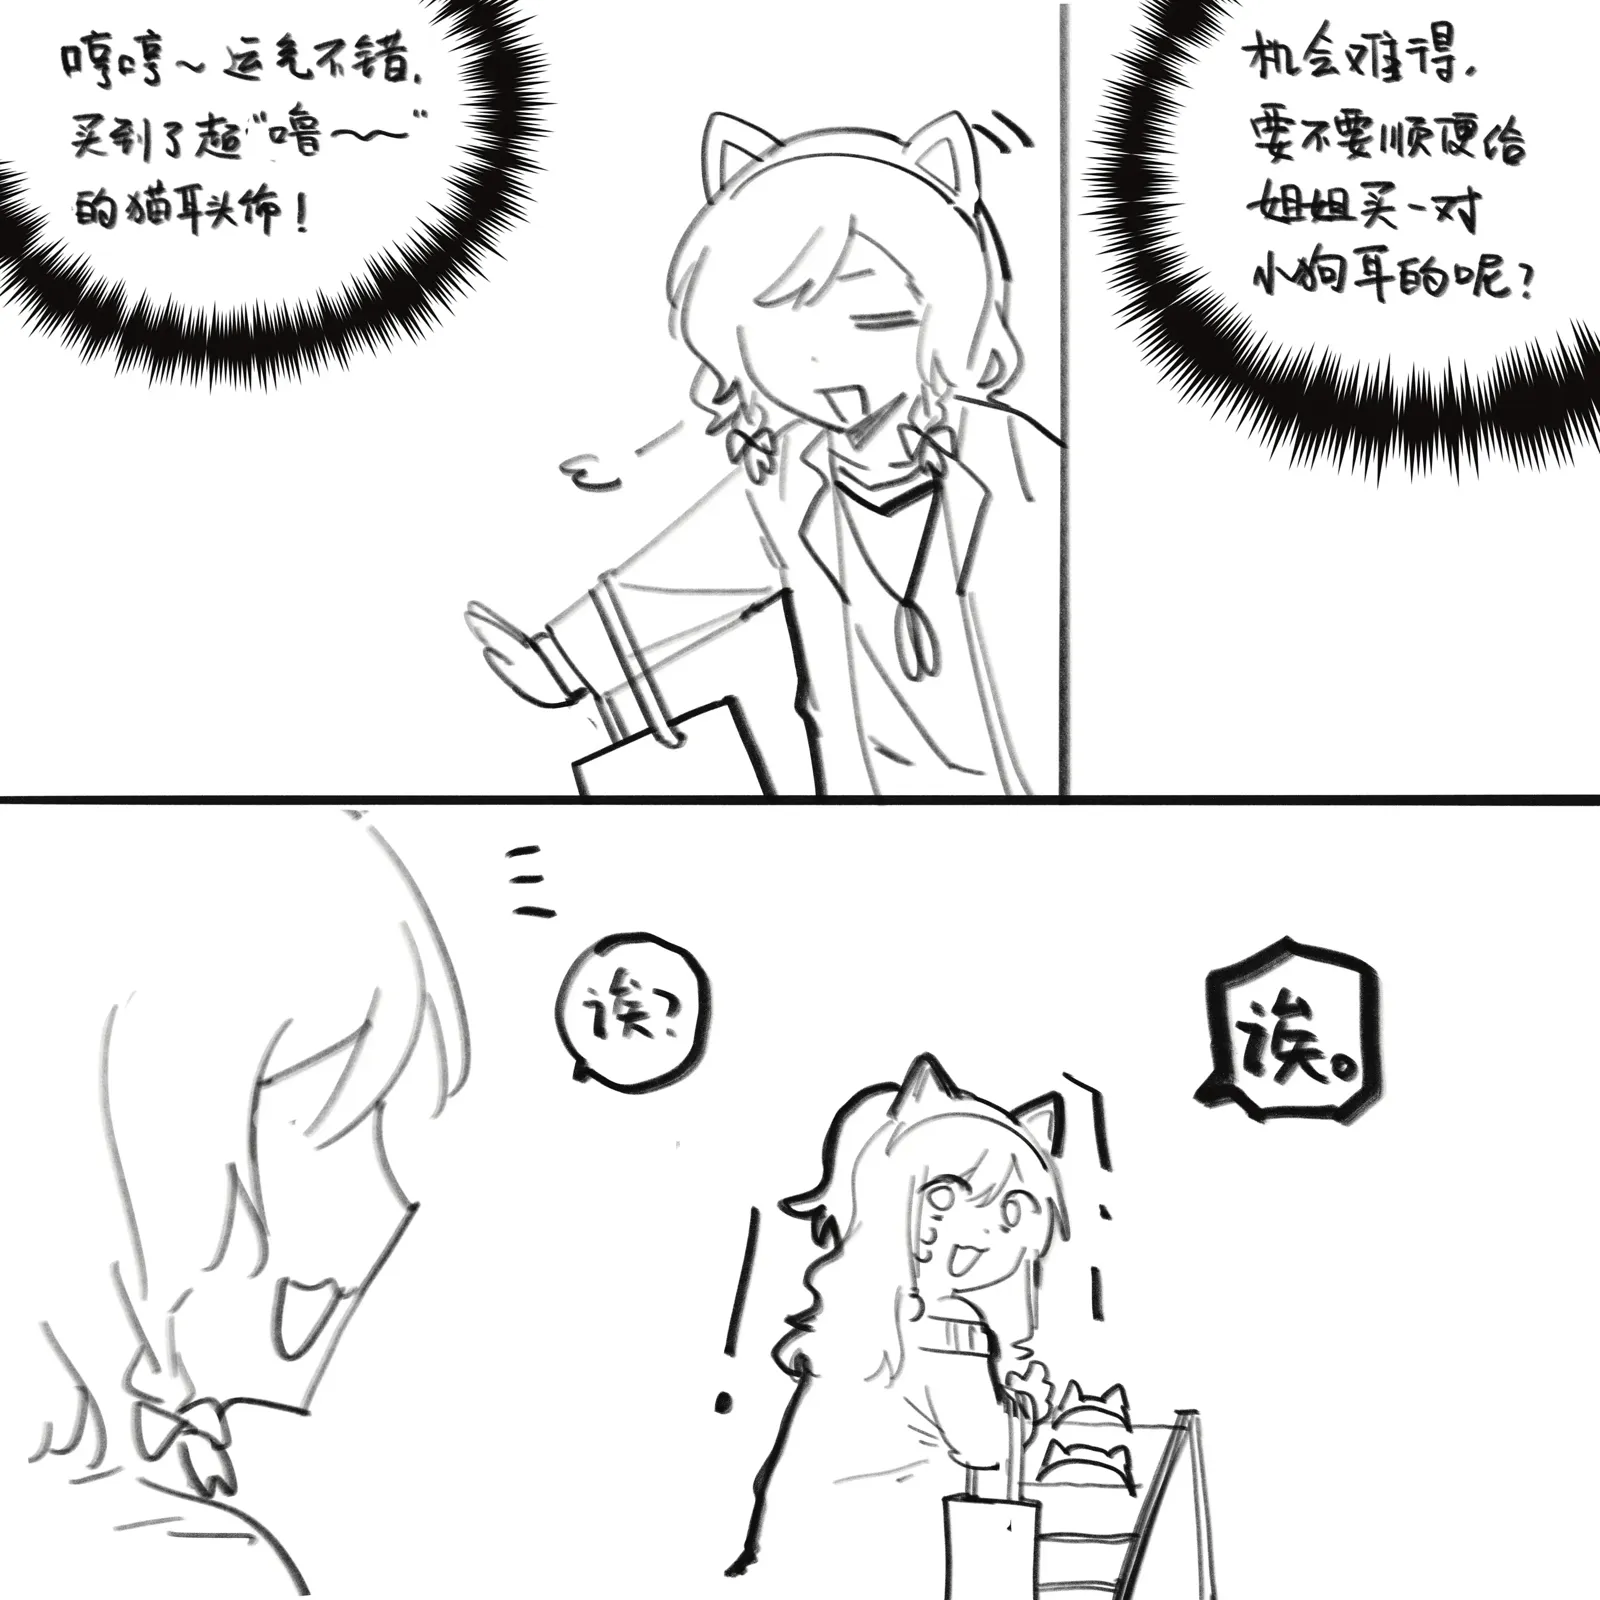 哼哼～运气不错，
买到了超“噜～～”
的猫耳头饰！
机会难得，
要不要顺便给
姐姐买一对
小狗耳的呢？
诶？
诶。